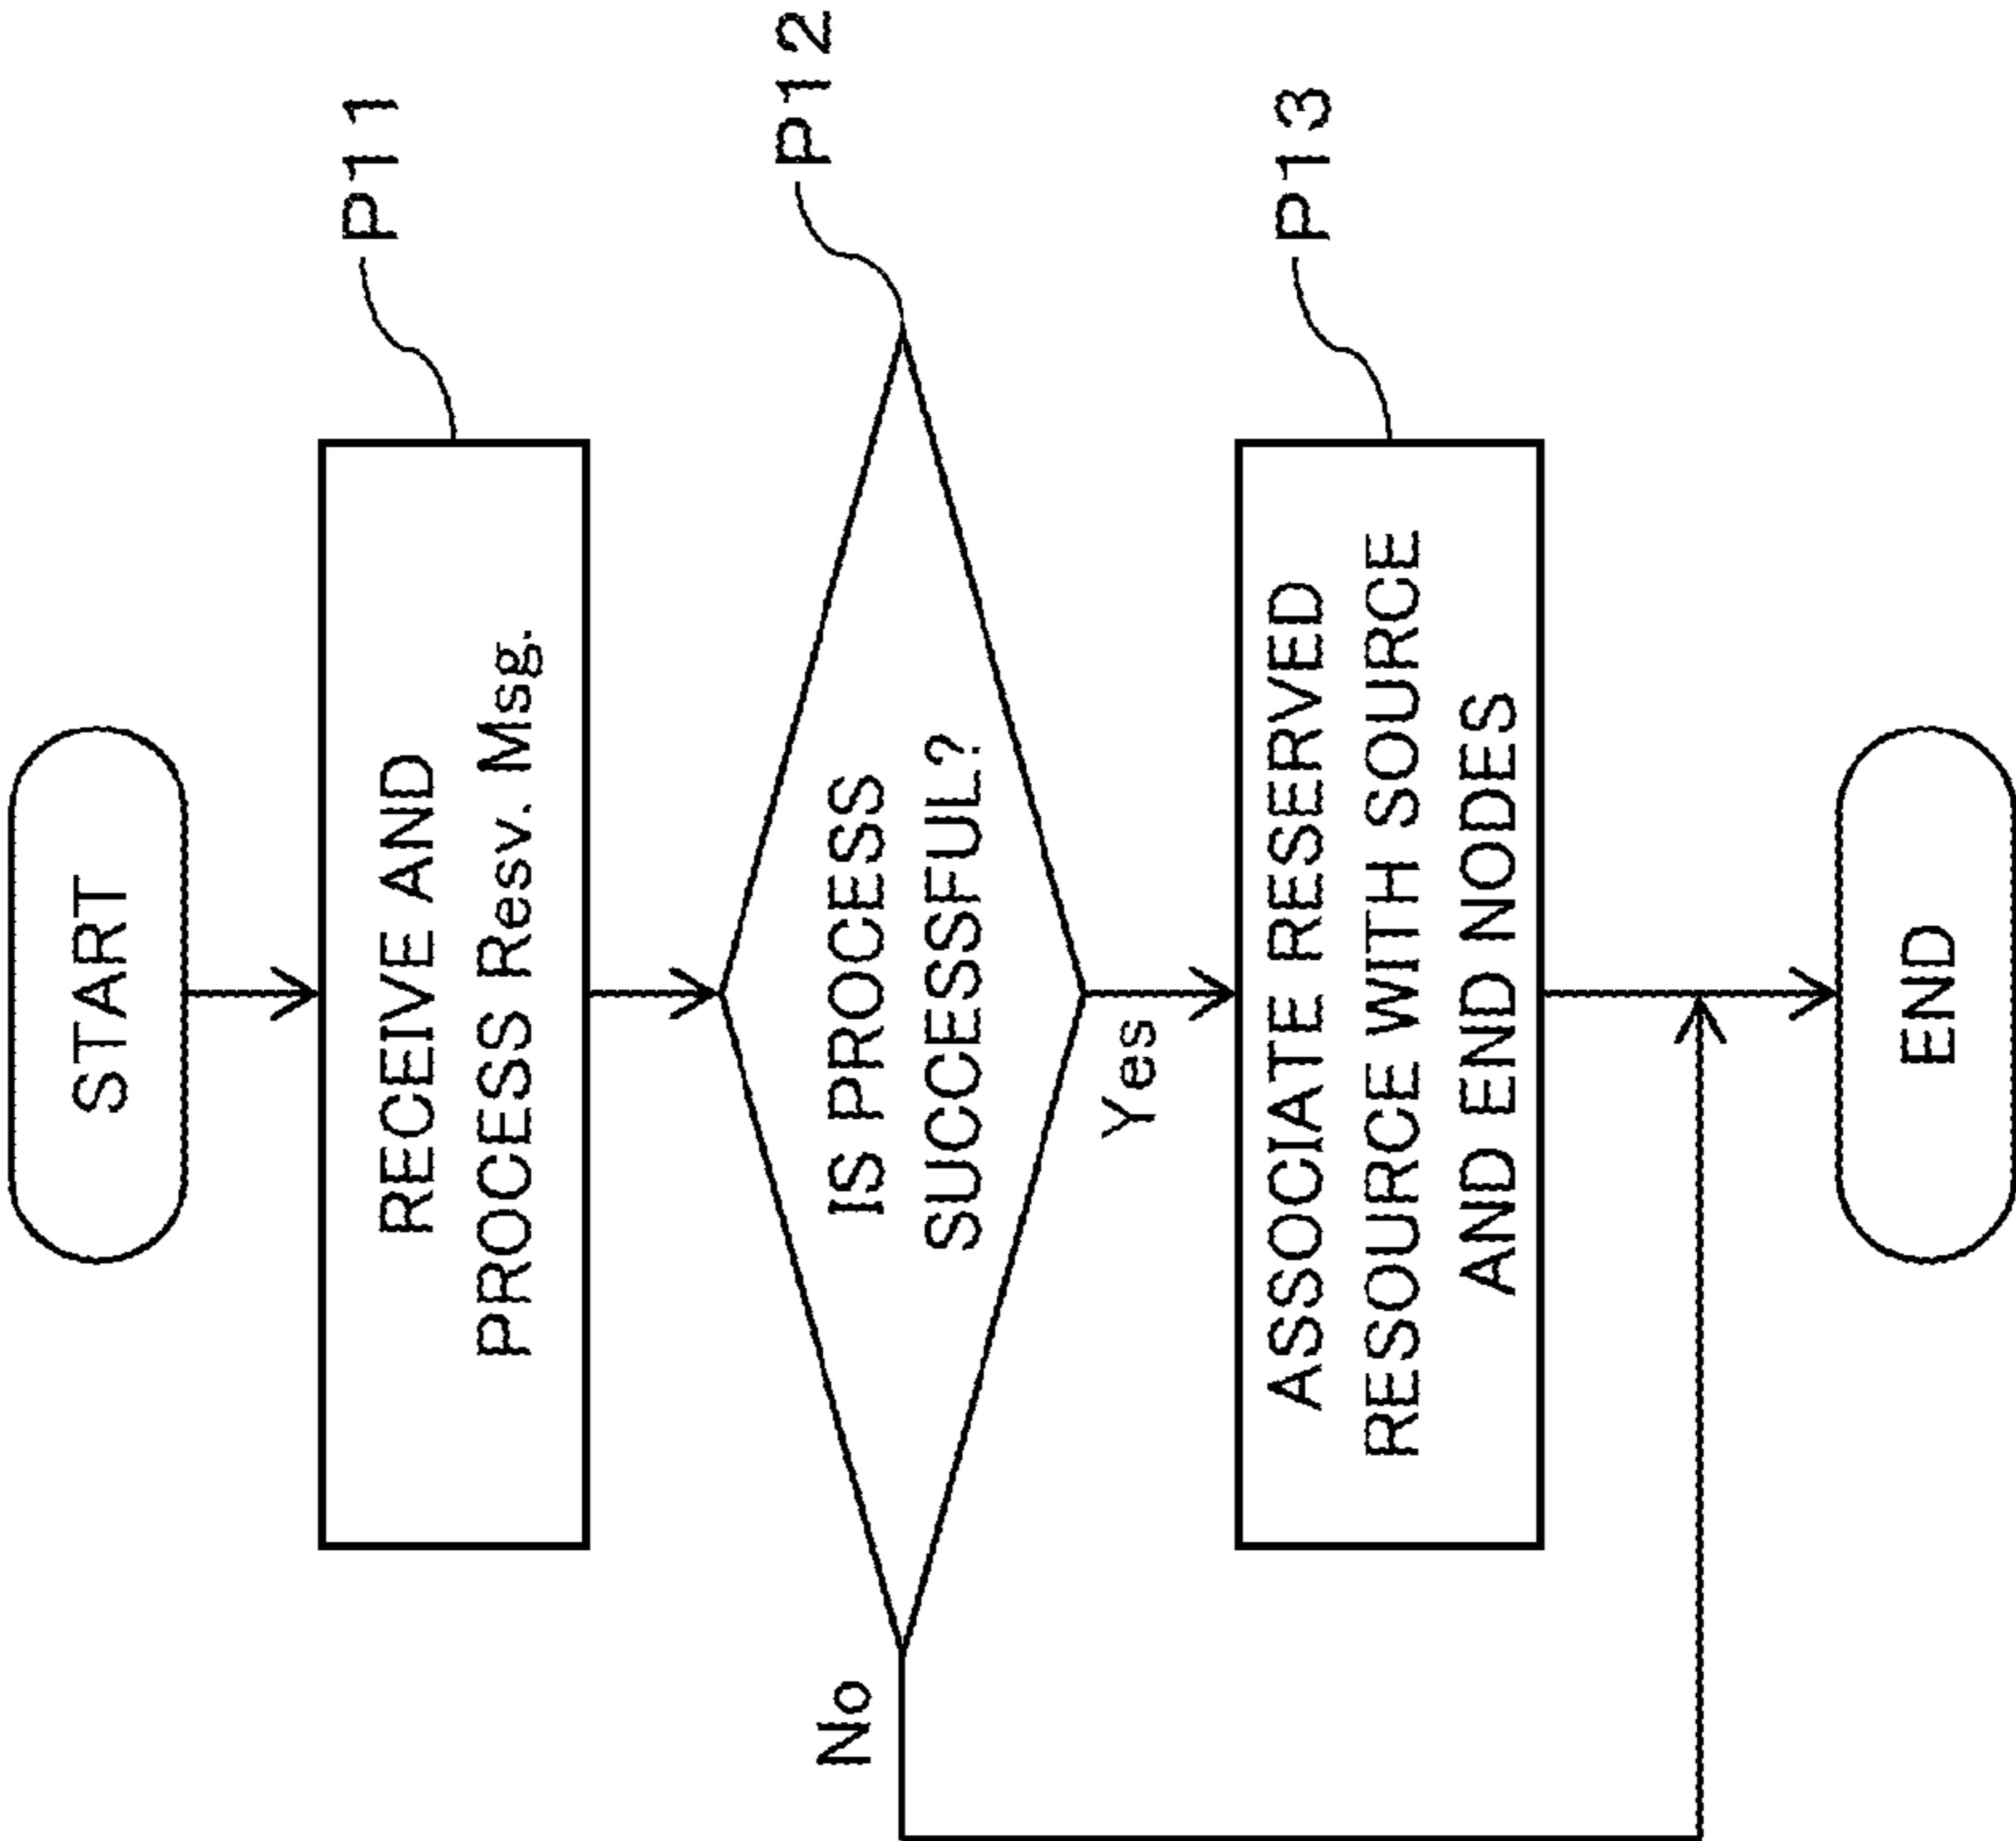 START
RECEIVE AND
PROCESS Resv. Msg.
P11
IS PROCESS
SUCCESSFUL?
P12
No
Yes
ASSOCIATE RESERVED
RESOURCE WITH SOURCE
AND END NODES
P13
END